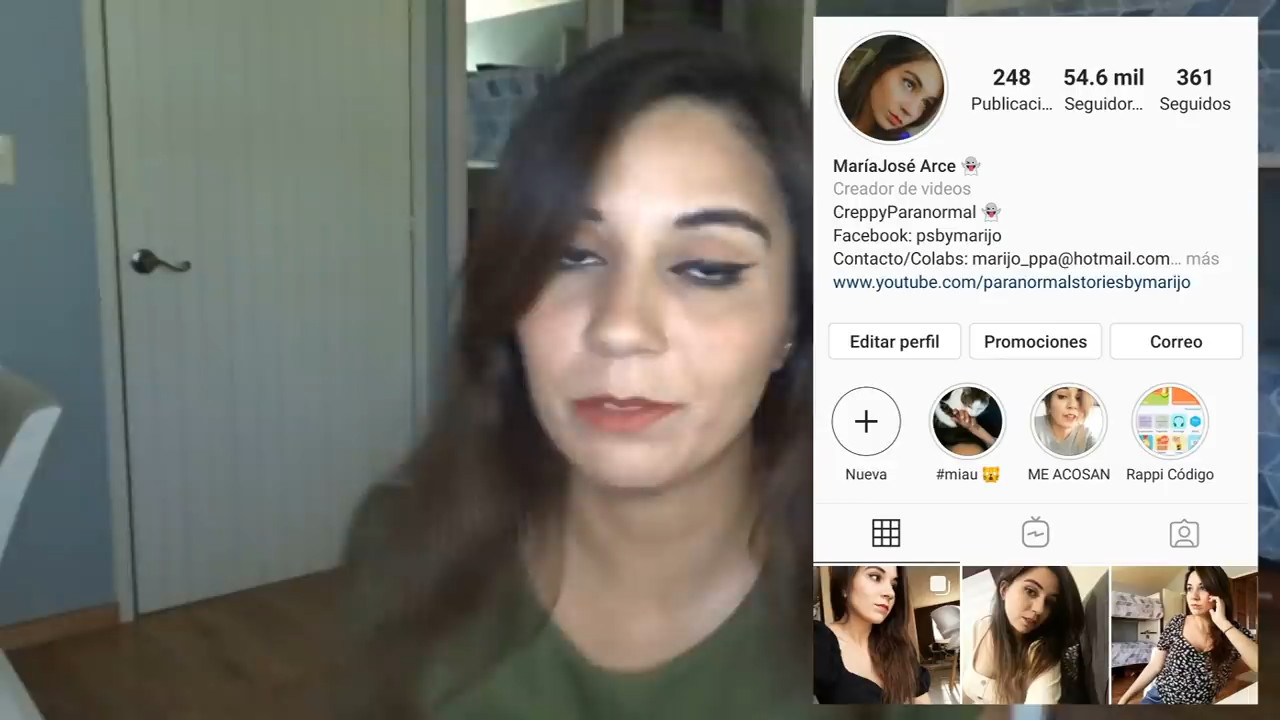 248 54.6 mil 361
Publicaci... Seguidor... Seguidos
MaríaJosé Arce 👻
Creador de videos
CreppyParanormal 👻
Facebook: psbymarijo
Contacto/Colabs: marijo_ppa@hotmail.com... más
www.youtube.com/paranormalstoriesbymarijo
Editar perfil Promociones Correo
Nueva #miau 🐱 ME ACOSAN Rappi Código